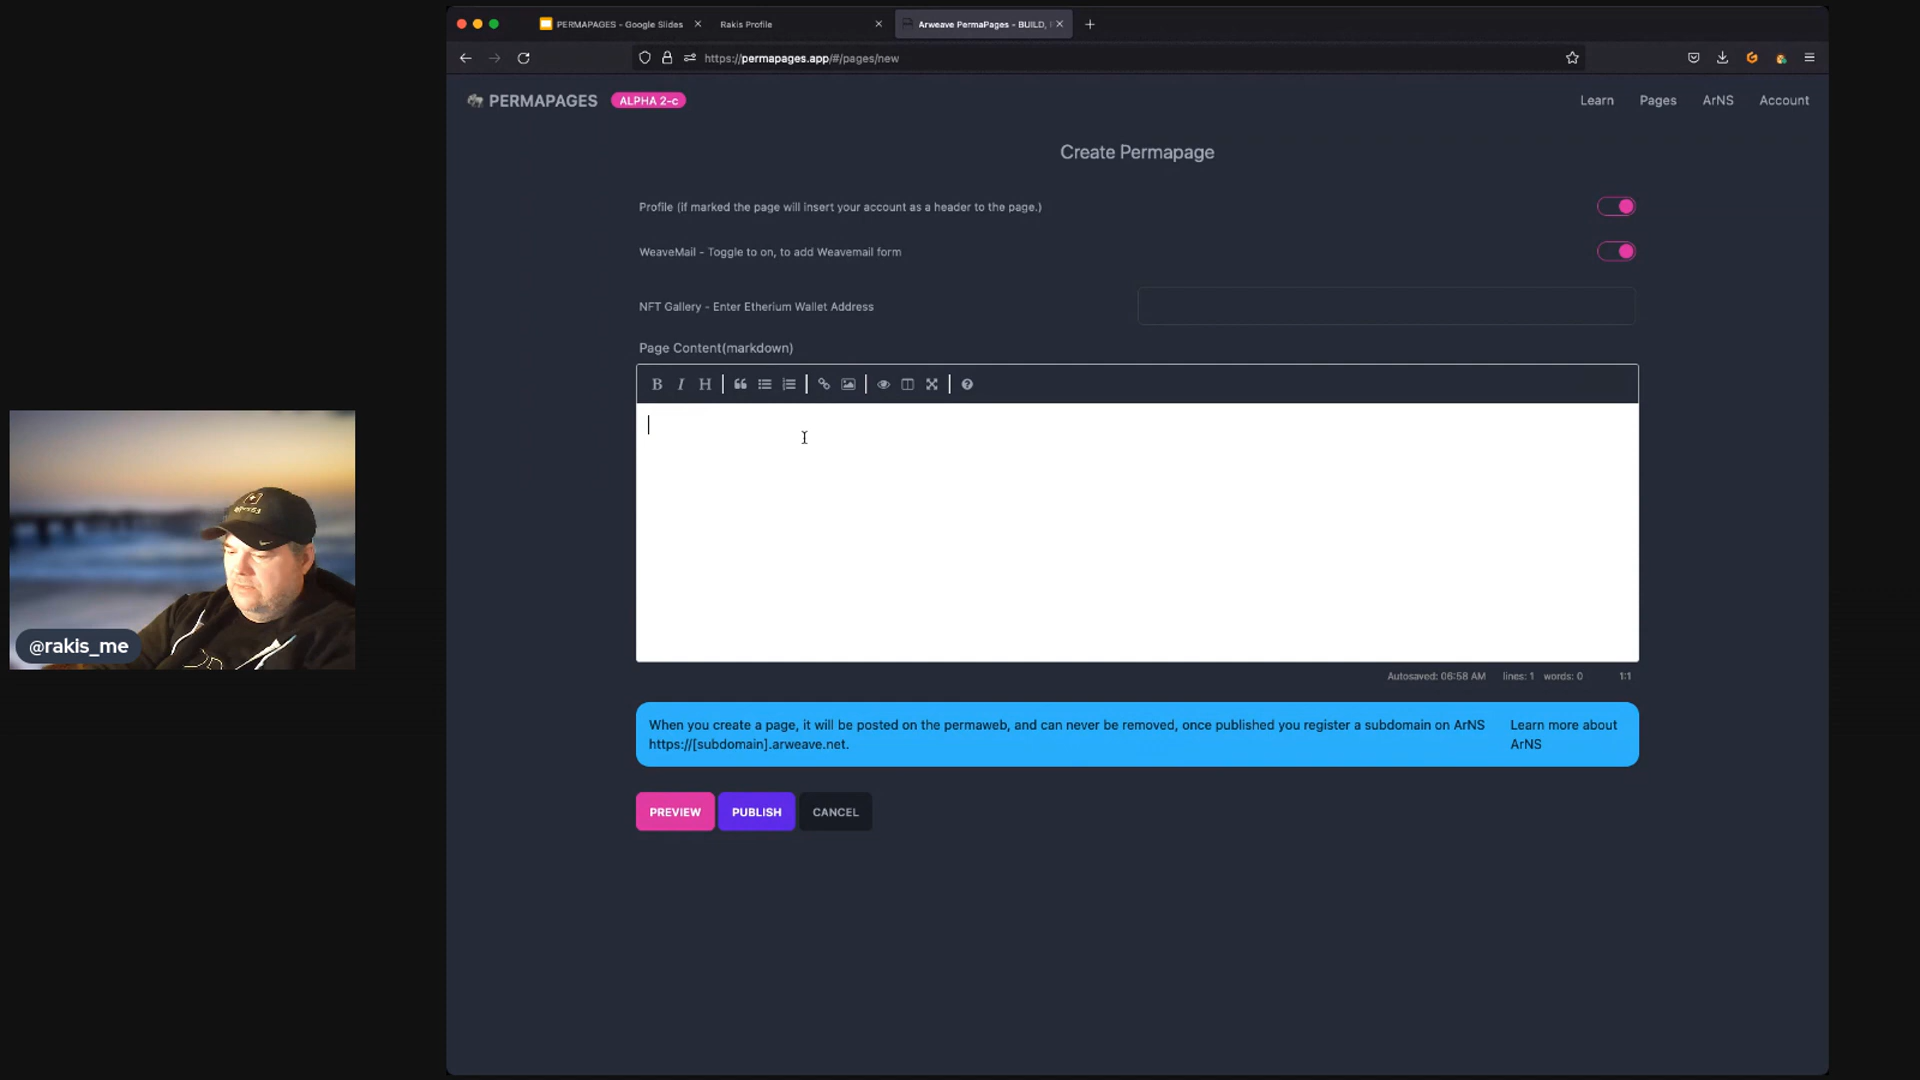 PERMAPAGES - Google Slides
Rakis Profile
Arweave PermaPages - BUILD,
https://permapages.app/#/pages/new
PERMAPAGES
ALPHA 2-c
Learn
Pages
ArNS
Account
Create Permapage
Profile (if marked the page will insert your account as a header to the page.)
WeaveMail - Toggle to on, to add Weavemail form
NFT Gallery - Enter Etherium Wallet Address
Page Content(markdown)
B I H
Autosaved: 06:58 AM lines: 1 words: 0 1:1
When you create a page, it will be posted on the permaweb, and can never be removed, once published you register a subdomain on ArNS
https://[subdomain].arweave.net.
Learn more about
ArNS
PREVIEW
PUBLISH
CANCEL
@rakis_me